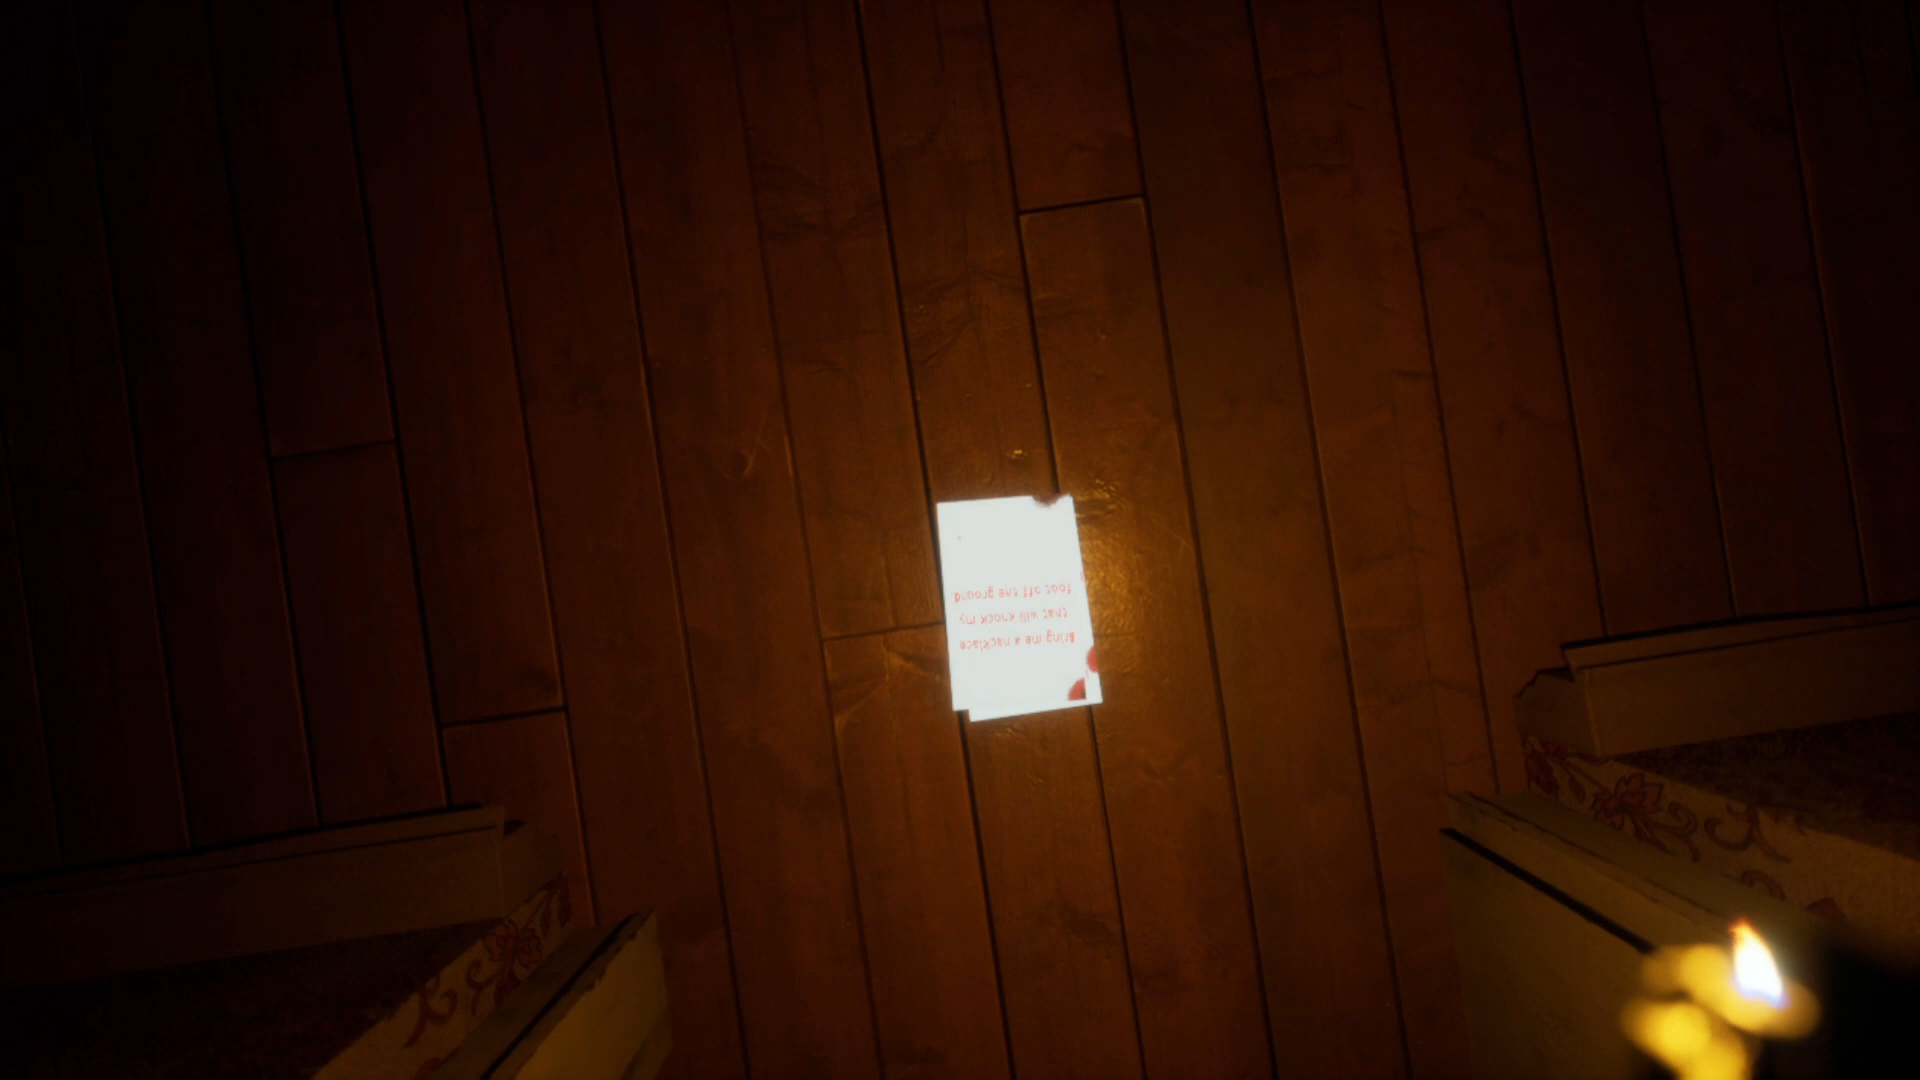 Bring me a necklace
that will knock my
foot off the ground.